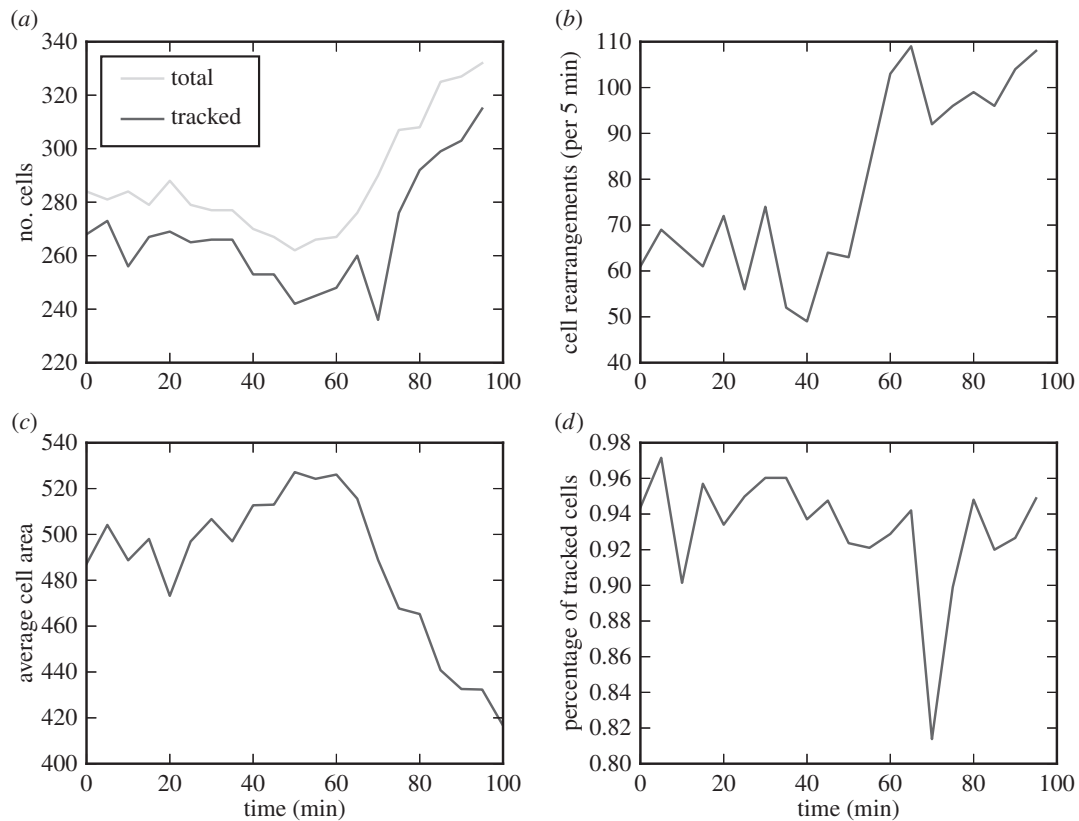 (a)
340
320
300
280
260
240
220
no. cells
total
tracked
0 20 40 60 80 100
(b)
110
100
90
80
70
60
50
40
cell rearrangements (per 5 min)
0 20 40 60 80 100
(c)
540
520
500
480
460
440
420
400
average cell area
0 20 40 60 80 100
time (min)
(d)
0.98
0.96
0.94
0.92
0.90
0.88
0.86
0.84
0.82
0.80
percentage of tracked cells
0 20 40 60 80 100
time (min)